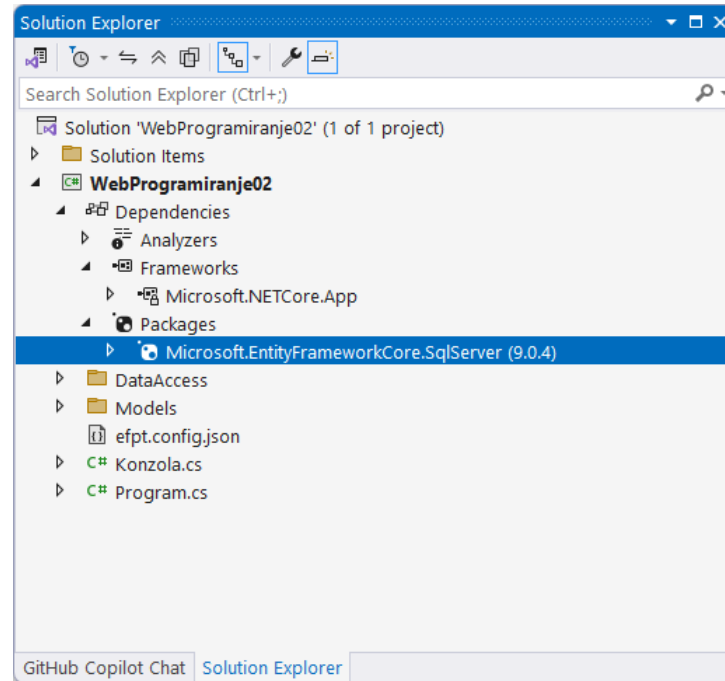 Solution Explorer
Search Solution Explorer (Ctrl+;)
Solution 'WebProgramiranje02' (1 of 1 project)
Solution Items
WebProgramiranje02
Dependencies
Analyzers
Frameworks
Microsoft.NETCore.App
Packages
Microsoft.EntityFrameworkCore.SqlServer (9.0.4)
DataAccess
Models
efpt.config.json
C# Konzola.cs
C# Program.cs
GitHub Copilot Chat Solution Explorer